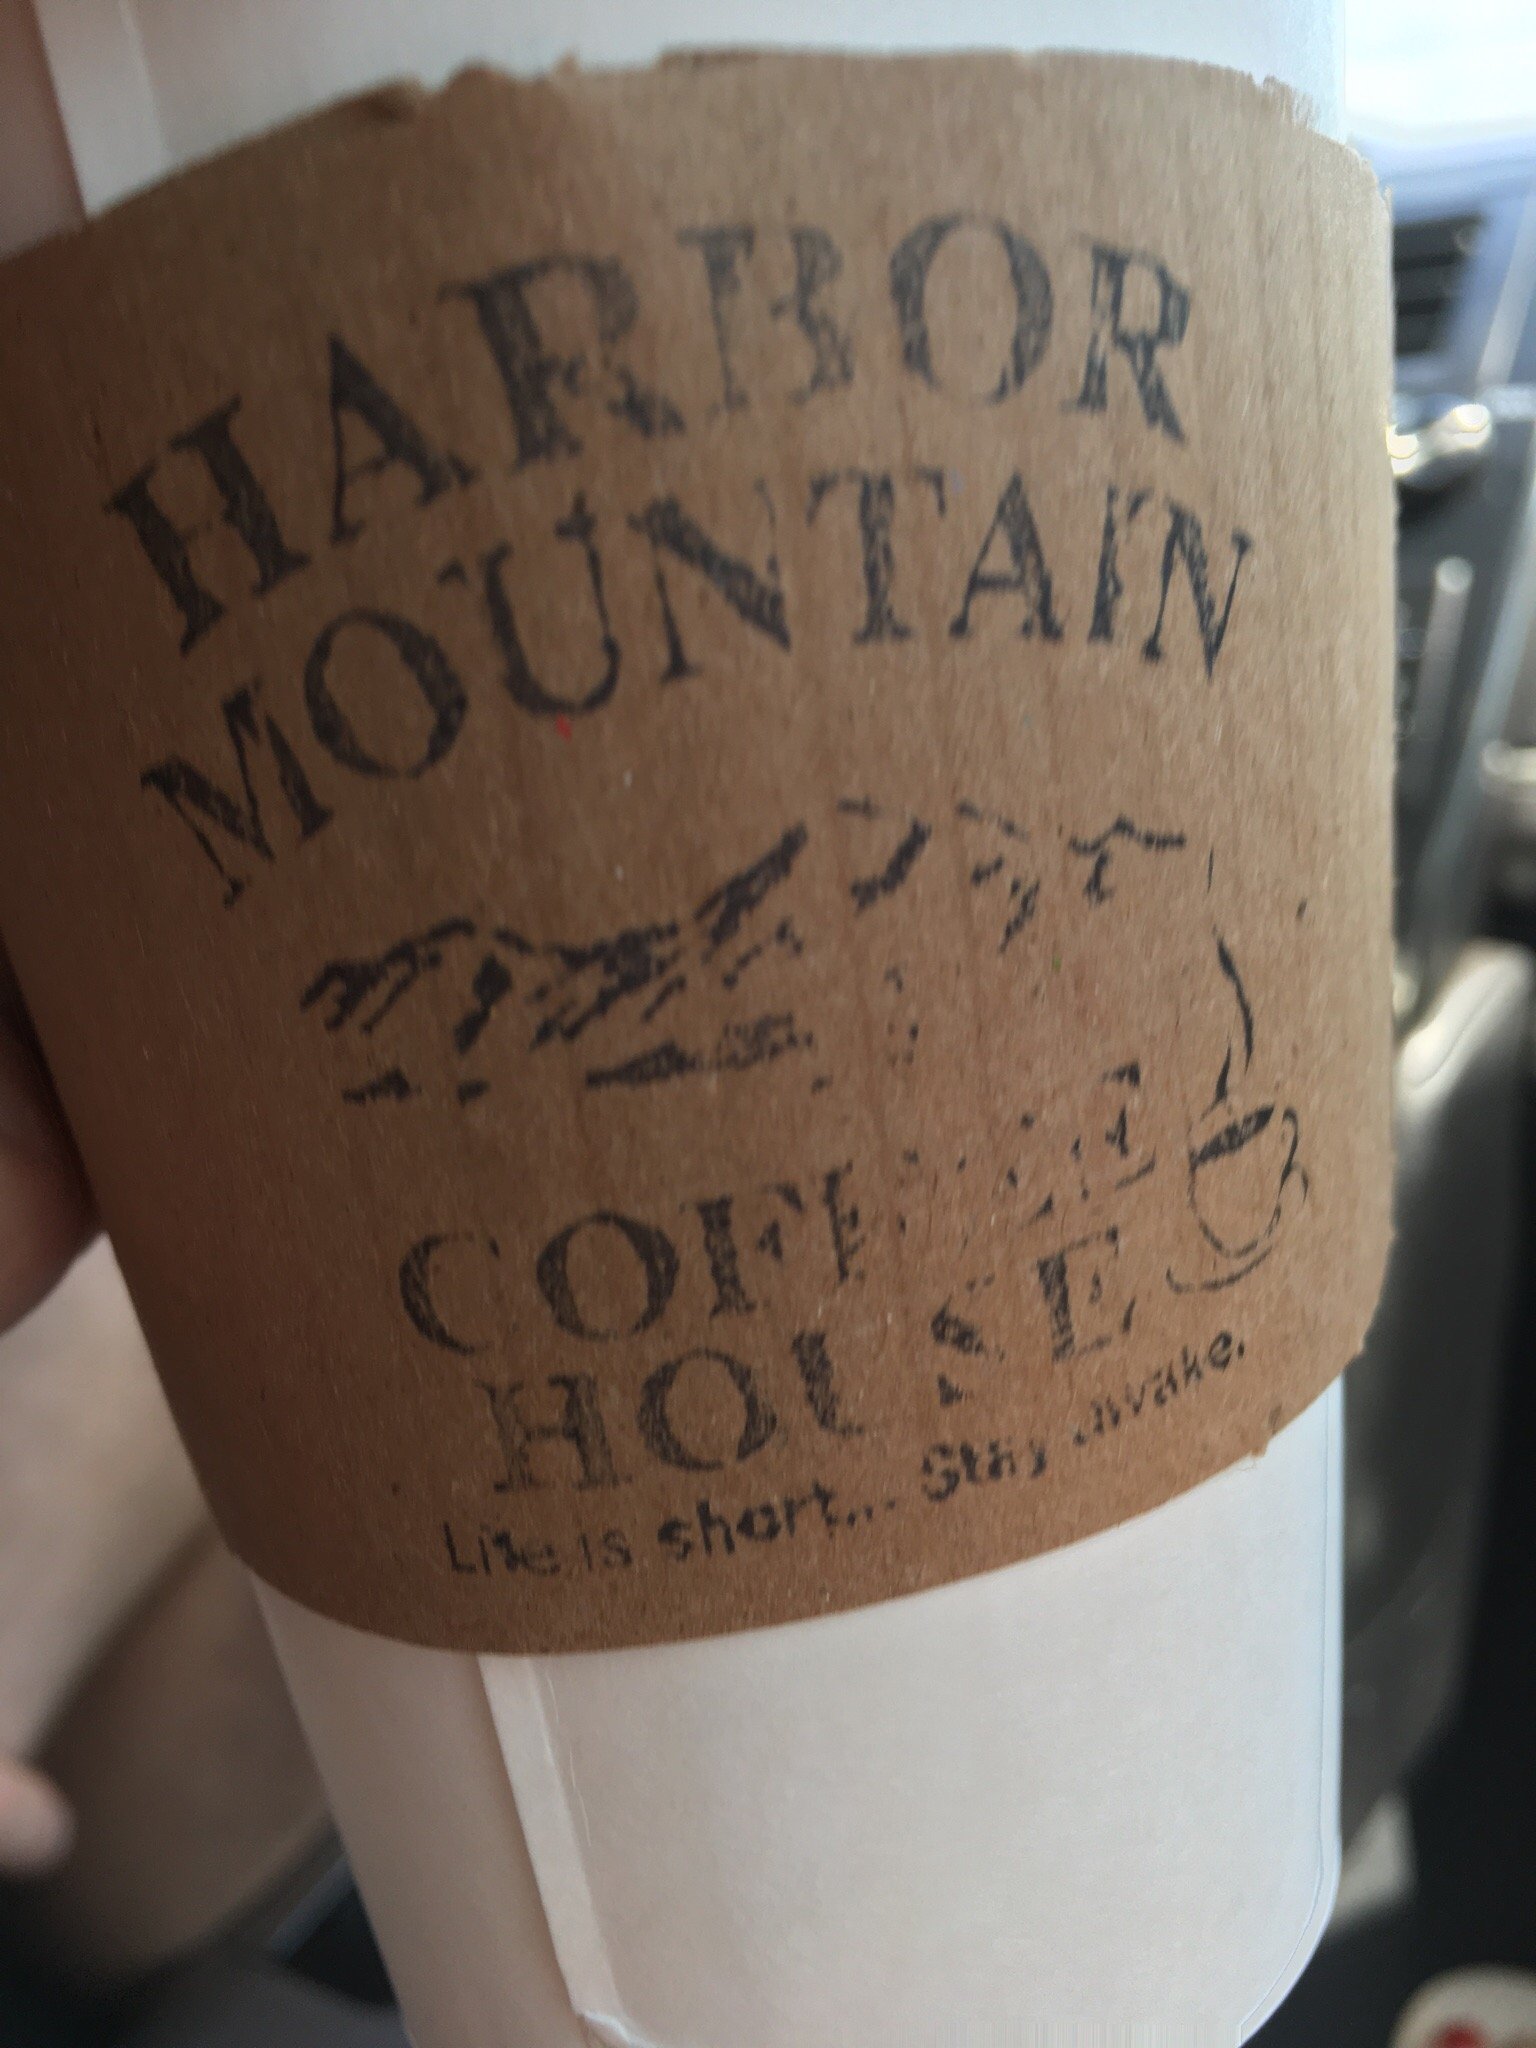 HARBOR
MOUNTAIN
COFFEE
HOUSE
Life is short... Stay awake.